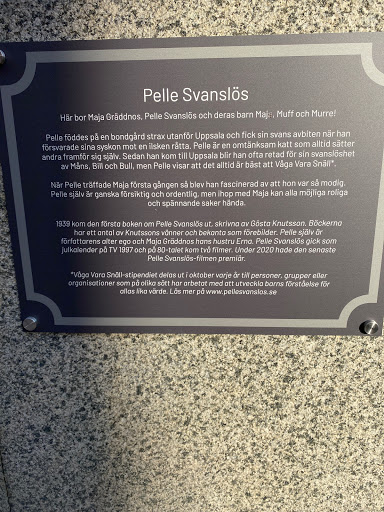 Pelle Svanslös
Här bor Maja Gräddnos, Pelle Svanslös och deras barn Maj, Muff och Murre!
Pelle föddes på en bondgård strax utanför Uppsala och fick sin svans avbiten när han
försvarade sina syskon mot en ilsken råtta. Pelle är en omtänksam katt som alltid sätter
andra framför sig själv. Sedan han kom till Uppsala blir han ofta retad för sin svanslöshet
av Måns, Bill och Bull, men Pelle visar att det alltid är bäst att Våga Vara Snäll*.
När Pelle träffade Maja första gången så blev han fascinerad av att hon var så modig.
Pelle själv är ganska försiktig och ordentlig, men ihop med Maja kan alla möjliga roliga
och spännande saker hända.
1939 kom den första boken om Pelle Svanslös ut, skrivna av Gösta Knutsson. Böckerna
har ett antal av Knutssons vänner och bekanta som förebilder. Pelle själv är
författarens alter ego och Maja Gräddnos hans hustru Erna. Pelle Svanslös gick som
julkalender på TV 1997 och på 80-talet kom två filmer. Under 2020 hade den senaste
Pelle Svanslös-filmen premiär.
*Våga Vara Snäll-stipendiet delas ut i oktober varje år till personer, grupper eller
organisationer som på olika sätt har arbetat med att utveckla barns förståelse för
allas lika värde. Läs mer på www.pellesvanslos.se